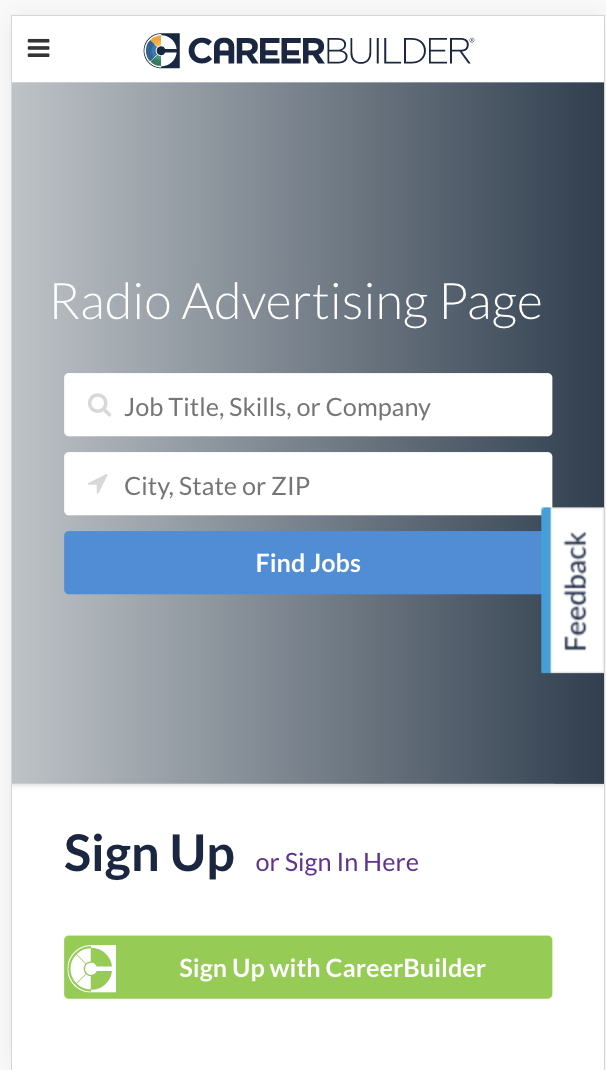 CAREERBUILDER®
Radio Advertising Page
Job Title, Skills, or Company
City, State or ZIP
Find Jobs
Feedback
Sign Up or Sign In Here
Sign Up with CareerBuilder